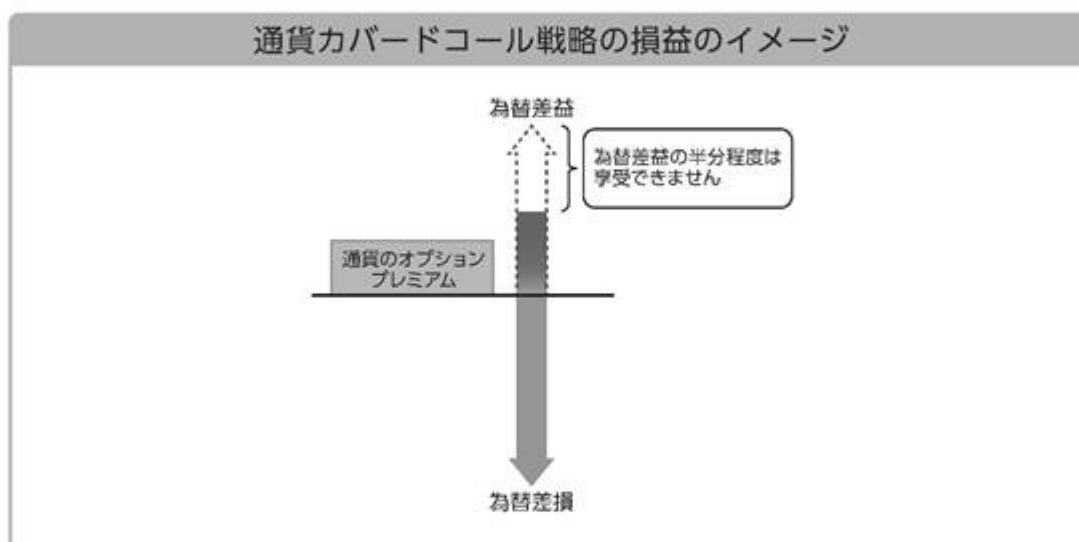 通貨カバードコール戦略の損益のイメージ
為替差益
為替差益の半分程度は
享受できません
通貨のオプション
プレミアム
為替差損